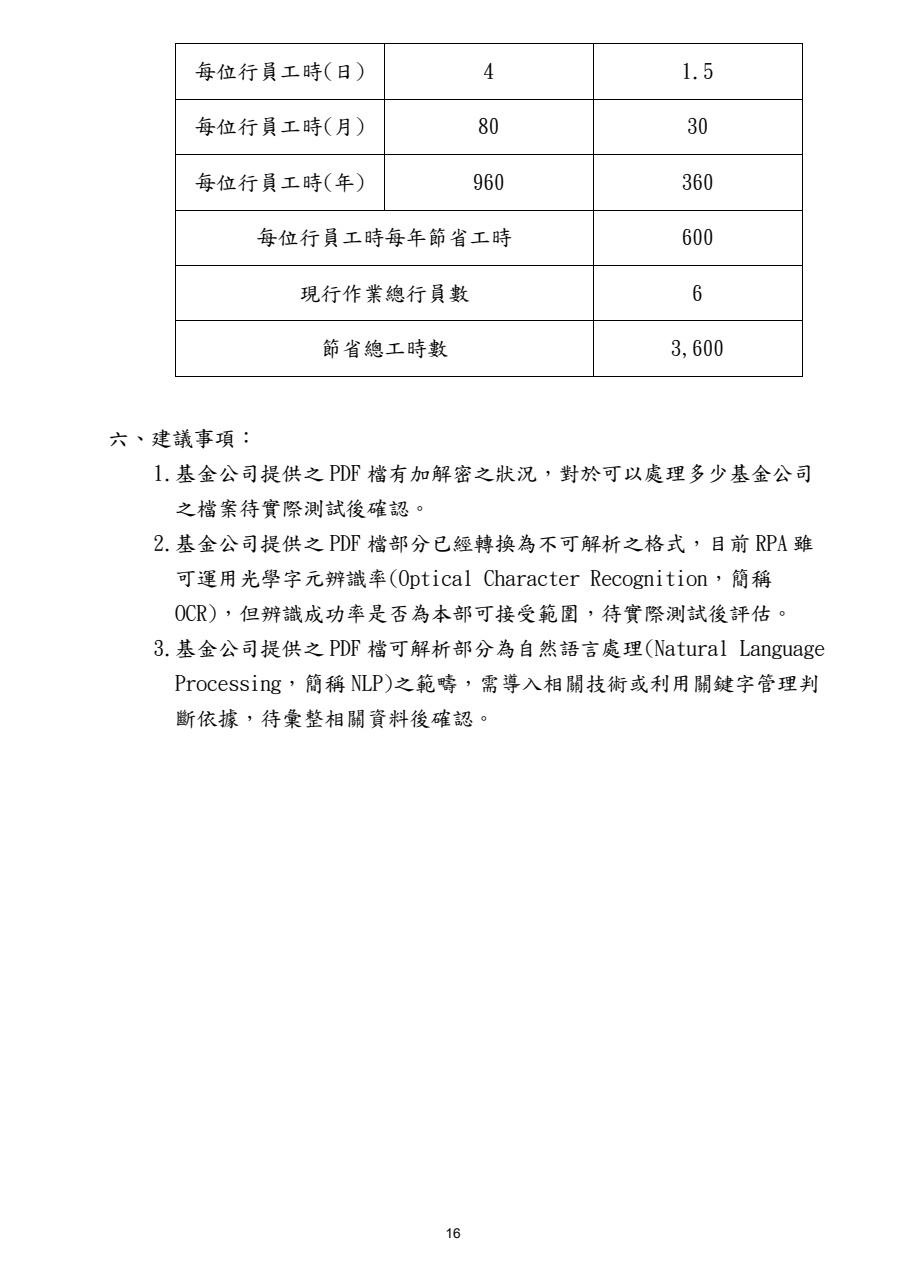 每位行員工時(日) 4 1.5
每位行員工時(月) 80 30
每位行員工時(年) 960 360
每位行員工時每年節省工時 600
現行作業總行員數 6
節省總工時數 3,600
六、建議事項：
1.基金公司提供之 PDF 檔有加解密之狀況，對於可以處理多少基金公司
之檔案待實際測試後確認。
2.基金公司提供之 PDF 檔部分已經轉換為不可解析之格式，目前 RPA 雖
可運用光學字元辨識率(Optical Character Recognition，簡稱
OCR)，但辨識成功率是否為本部可接受範圍，待實際測試後評估。
3.基金公司提供之 PDF 檔可解析部分為自然語言處理(Natural Language
Processing，簡稱 NLP)之範疇，需導入相關技術或利用關鍵字管理判
斷依據，待彙整相關資料後確認。
16